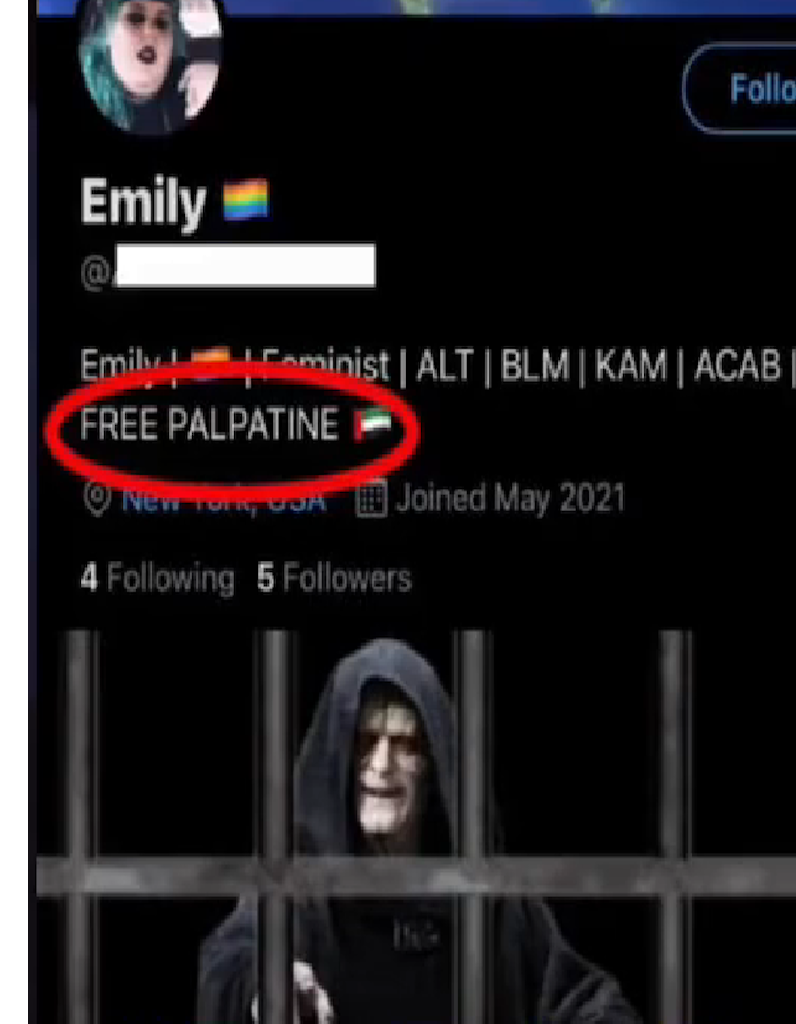 Follo
Emily 🏳️‍🌈
@
Emily | 🏳️‍🌈 | Feminist | ALT | BLM | KAM | ACAB |
FREE PALPATINE 🇦🇪
New York, USA Joined May 2021
4 Following 5 Followers